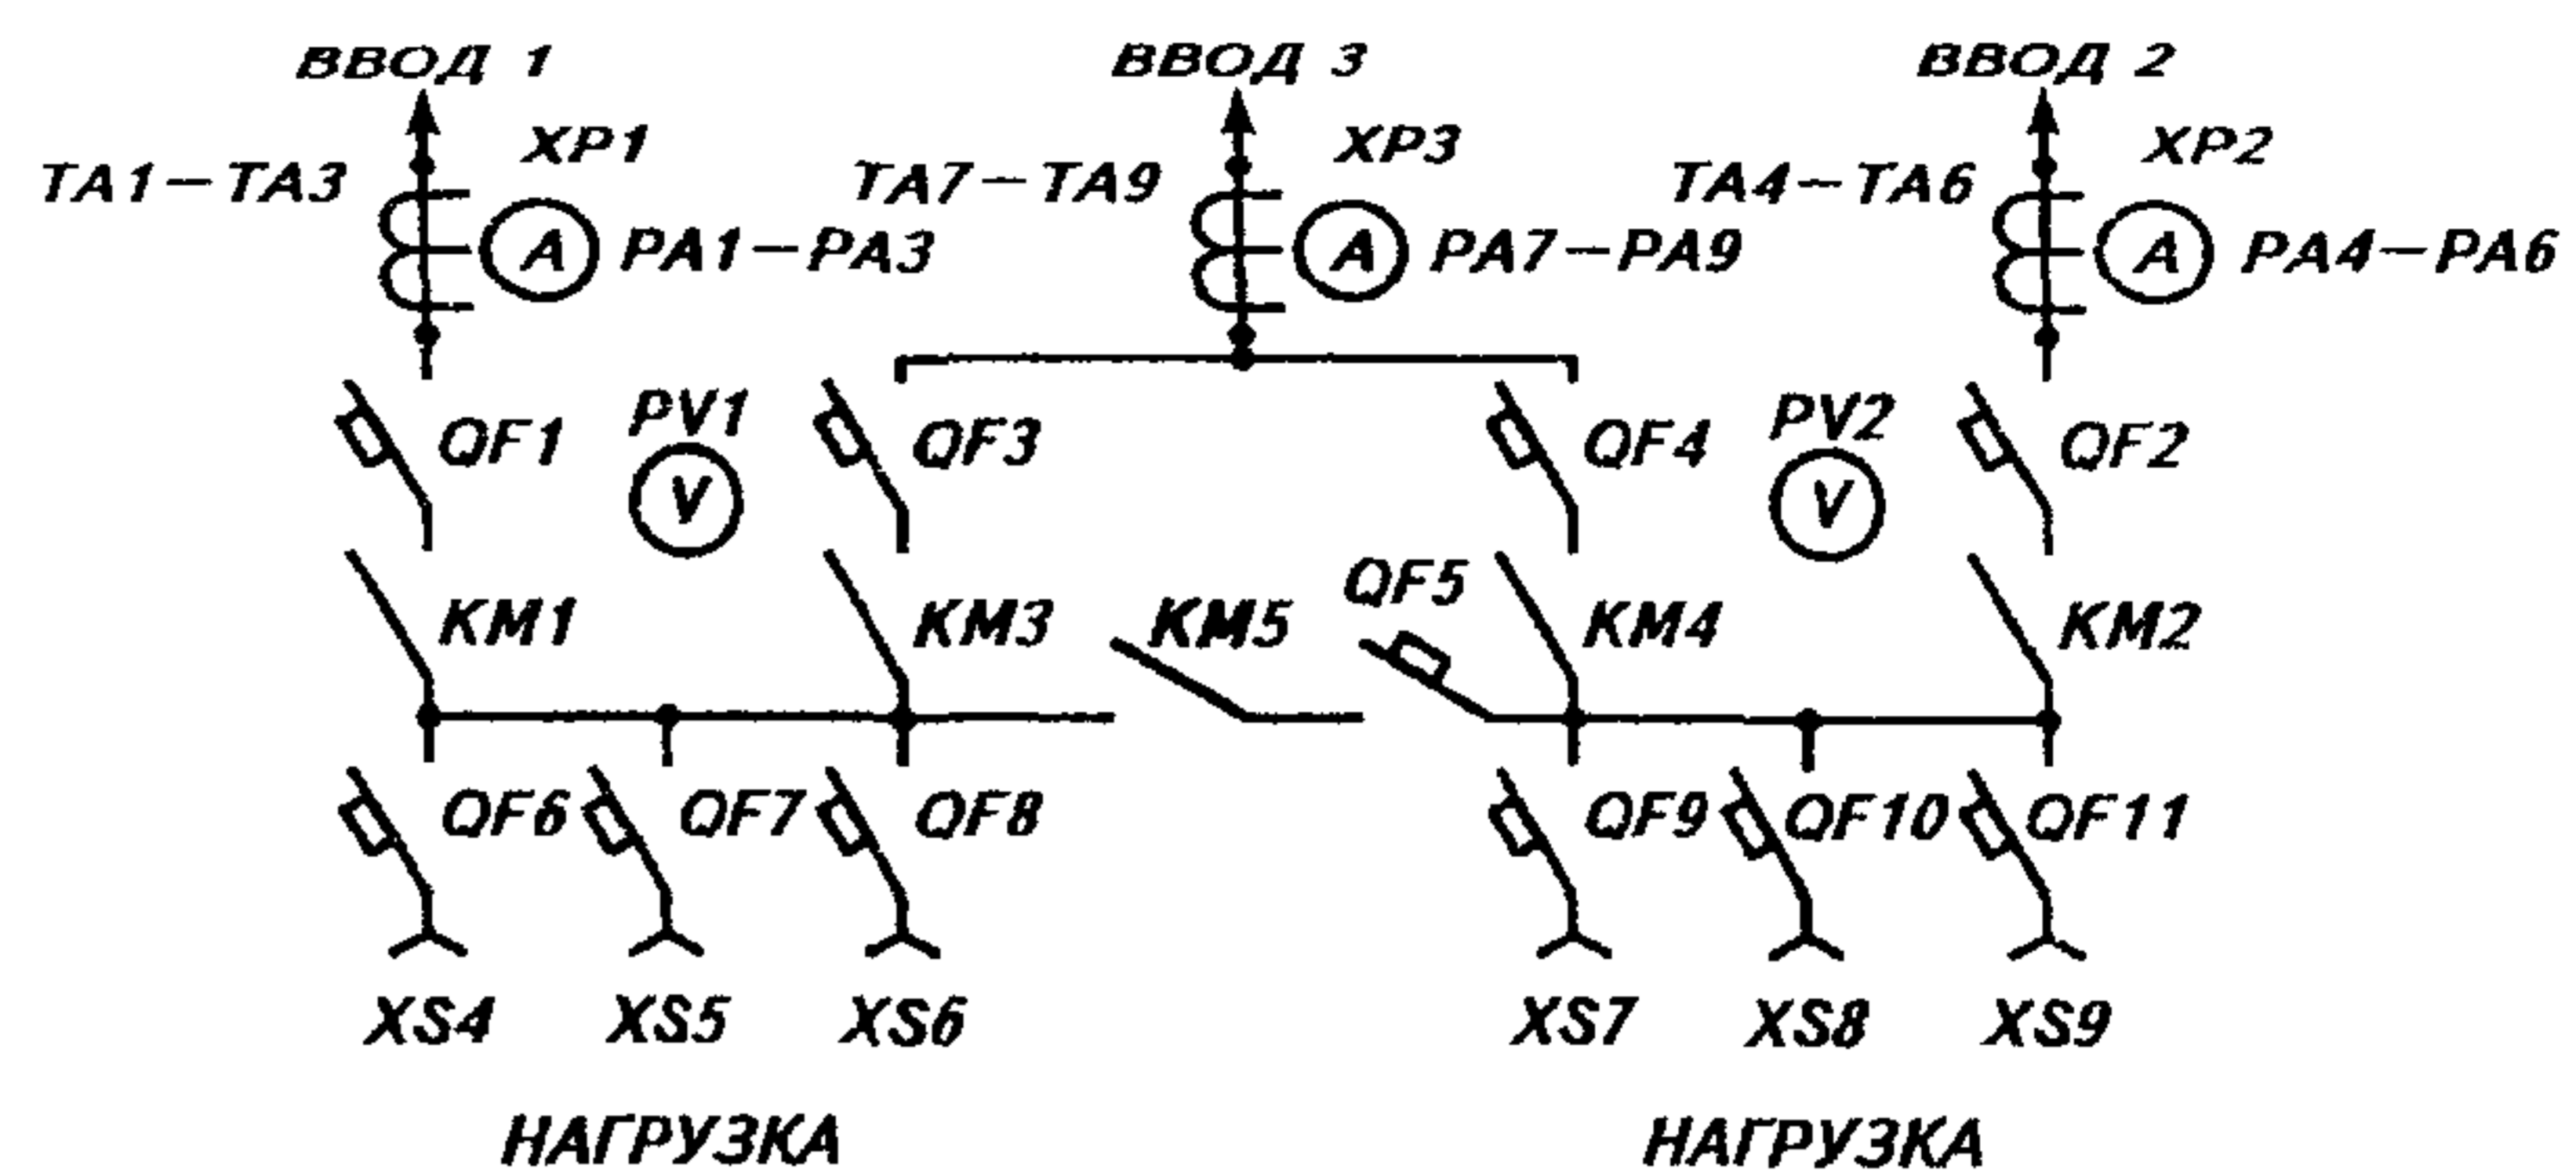 ВВОД 1 ВВОД 3 ВВОД 2
XP1 XP3 XP2
TA1–TA3 TA7–TA9 TA4–TA6
A PA1–PA3 A PA7–PA9 A PA4–PA6
PV1 PV2
QF1 QF3 QF4 QF2
V V
QF5
KM1 KM3 KM5 KM4 KM2
QF6 QF7 QF8 QF9 QF10 QF11
XS4 XS5 XS6 XS7 XS8 XS9
НАГРУЗКА НАГРУЗКА